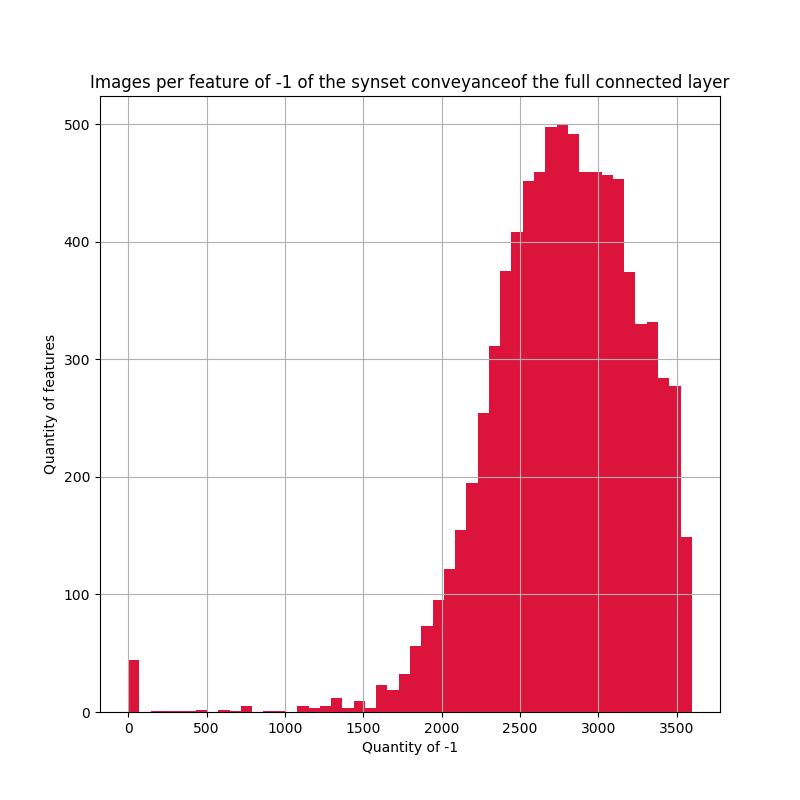 Images per feature of -1 of the synset conveyanceof the full connected layer
500
400
300
200
100
0
Quantity of features
0 500 1000 1500 2000 2500 3000 3500
Quantity of -1